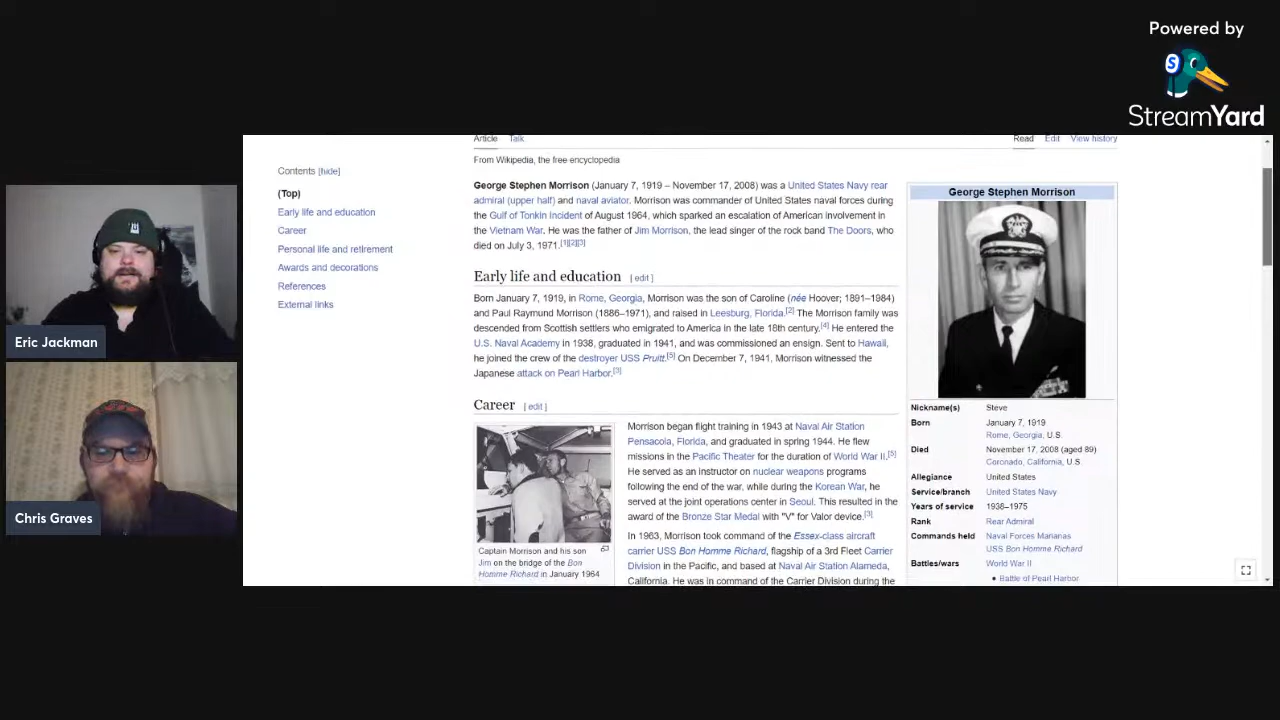 Powered by
S
StreamYard
Article Talk
Read Edit View history
From Wikipedia, the free encyclopedia
Contents [hide]
(Top)
Early life and education
Career
Personal life and retirement
Awards and decorations
References
External links
George Stephen Morrison (January 7, 1919 – November 17, 2008) was a United States Navy rear
admiral (upper half) and naval aviator. Morrison was commander of United States naval forces during
the Gulf of Tonkin Incident of August 1964, which sparked an escalation of American involvement in
the Vietnam War. He was the father of Jim Morrison, the lead singer of the rock band The Doors, who
died on July 3, 1971.[1][2][3]
Early life and education [ edit ]
Born January 7, 1919, in Rome, Georgia, Morrison was the son of Caroline (née Hoover; 1891–1984)
and Paul Raymond Morrison (1886–1971), and raised in Leesburg, Florida.[2] The Morrison family was
descended from Scottish settlers who emigrated to America in the late 18th century.[4] He entered the
U.S. Naval Academy in 1938, graduated in 1941, and was commissioned an ensign. Sent to Hawaii,
he joined the crew of the destroyer USS Pruitt.[5] On December 7, 1941, Morrison witnessed the
Japanese attack on Pearl Harbor.[3]
Career [ edit ]
Captain Morrison and his son
Jim on the bridge of the Bon
Homme Richard in January 1964
Morrison began flight training in 1943 at Naval Air Station
Pensacola, Florida, and graduated in spring 1944. He flew
missions in the Pacific Theater for the duration of World War II.[5]
He served as an instructor on nuclear weapons programs
following the end of the war, while during the Korean War, he
served at the joint operations center in Seoul. This resulted in the
award of the Bronze Star Medal with "V" for Valor device.[3]
In 1963, Morrison took command of the Essex-class aircraft
carrier USS Bon Homme Richard, flagship of a 3rd Fleet Carrier
Division in the Pacific, and based at Naval Air Station Alameda,
California. He was in command of the Carrier Division during the
George Stephen Morrison
Nickname(s) Steve
Born January 7, 1919
Rome, Georgia, U.S.
Died November 17, 2008 (aged 89)
Coronado, California, U.S.
Allegiance United States
Service/branch United States Navy
Years of service 1938–1975
Rank Rear Admiral
Commands held Naval Forces Marianas
USS Bon Homme Richard
Battles/wars World War II
• Battle of Pearl Harbor
Eric Jackman
Chris Graves